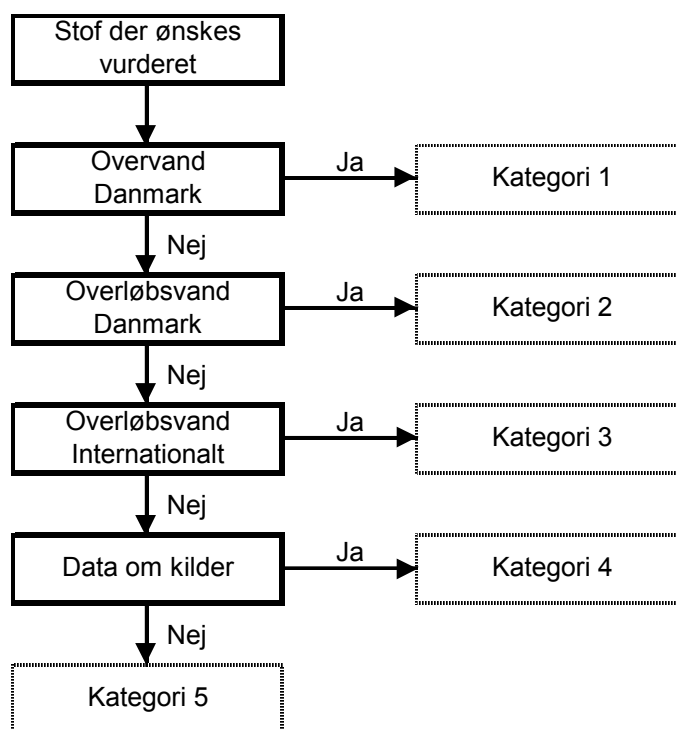 Stof der ønskes
vurderet
Overvand
Danmark
Ja
Kategori 1
Nej
Overløbsvand
Danmark
Ja
Kategori 2
Nej
Overløbsvand
Internationalt
Ja
Kategori 3
Nej
Data om kilder
Ja
Kategori 4
Nej
Kategori 5